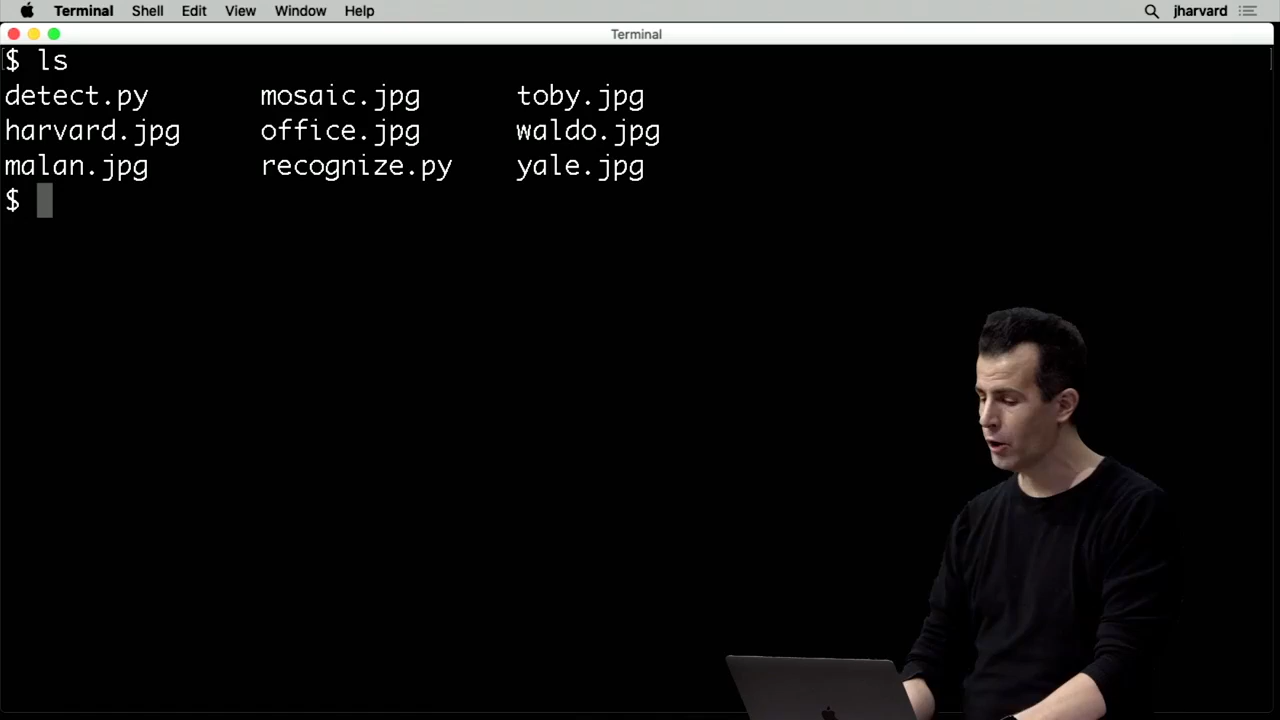 Terminal Shell Edit View Window Help jharvard
Terminal
$ ls
detect.py mosaic.jpg toby.jpg
harvard.jpg office.jpg waldo.jpg
malan.jpg recognize.py yale.jpg
$